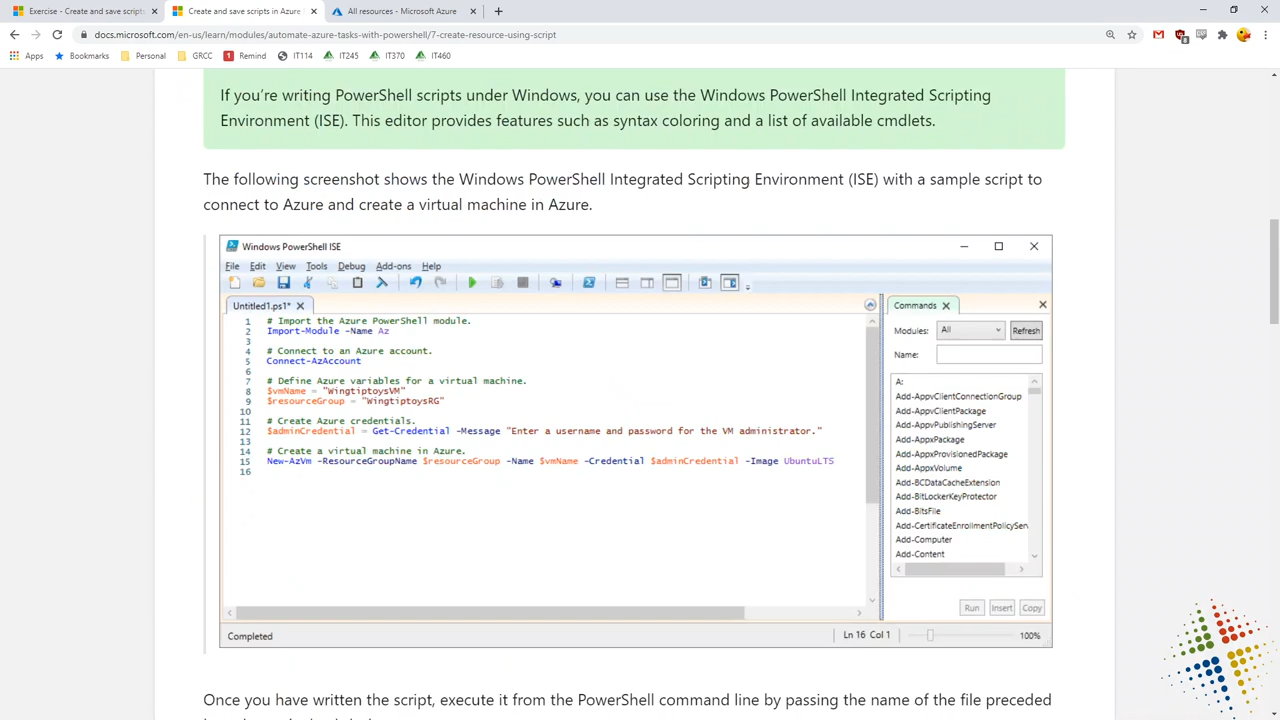 Exercise - Create and save scripts
Create and save scripts in Azure
All resources - Microsoft Azure
docs.microsoft.com/en-us/learn/modules/automate-azure-tasks-with-powershell/7-create-resource-using-script
Apps
Bookmarks
Personal
GRCC
Remind
IT114
IT245
IT370
IT460
If you’re writing PowerShell scripts under Windows, you can use the Windows PowerShell Integrated Scripting
Environment (ISE). This editor provides features such as syntax coloring and a list of available cmdlets.
The following screenshot shows the Windows PowerShell Integrated Scripting Environment (ISE) with a sample script to
connect to Azure and create a virtual machine in Azure.
Windows PowerShell ISE
File Edit View Tools Debug Add-ons Help
Untitled1.ps1*
1 # Import the Azure PowerShell module.
2 Import-Module -Name Az
3
4 # Connect to an Azure account.
5 Connect-AzAccount
6
7 # Define Azure variables for a virtual machine.
8 $vmName = "WingtiptoysVM"
9 $resourceGroup = "WingtiptoysRG"
10
11 # Create Azure credentials.
12 $adminCredential = Get-Credential -Message "Enter a username and password for the VM administrator."
13
14 # Create a virtual machine in Azure.
15 New-AzVm -ResourceGroupName $resourceGroup -Name $vmName -Credential $adminCredential -Image UbuntuLTS
16
Commands
Modules: All Refresh
Name:
A:
Add-AppvClientConnectionGroup
Add-AppvClientPackage
Add-AppvPublishingServer
Add-AppxPackage
Add-AppxProvisionedPackage
Add-AppxVolume
Add-BCDataCacheExtension
Add-BitLockerKeyProtector
Add-BitsFile
Add-CertificateEnrollmentPolicyServ
Add-Computer
Add-Content
Run Insert Copy
Completed
Ln 16 Col 1
100%
Once you have written the script, execute it from the PowerShell command line by passing the name of the file preceded